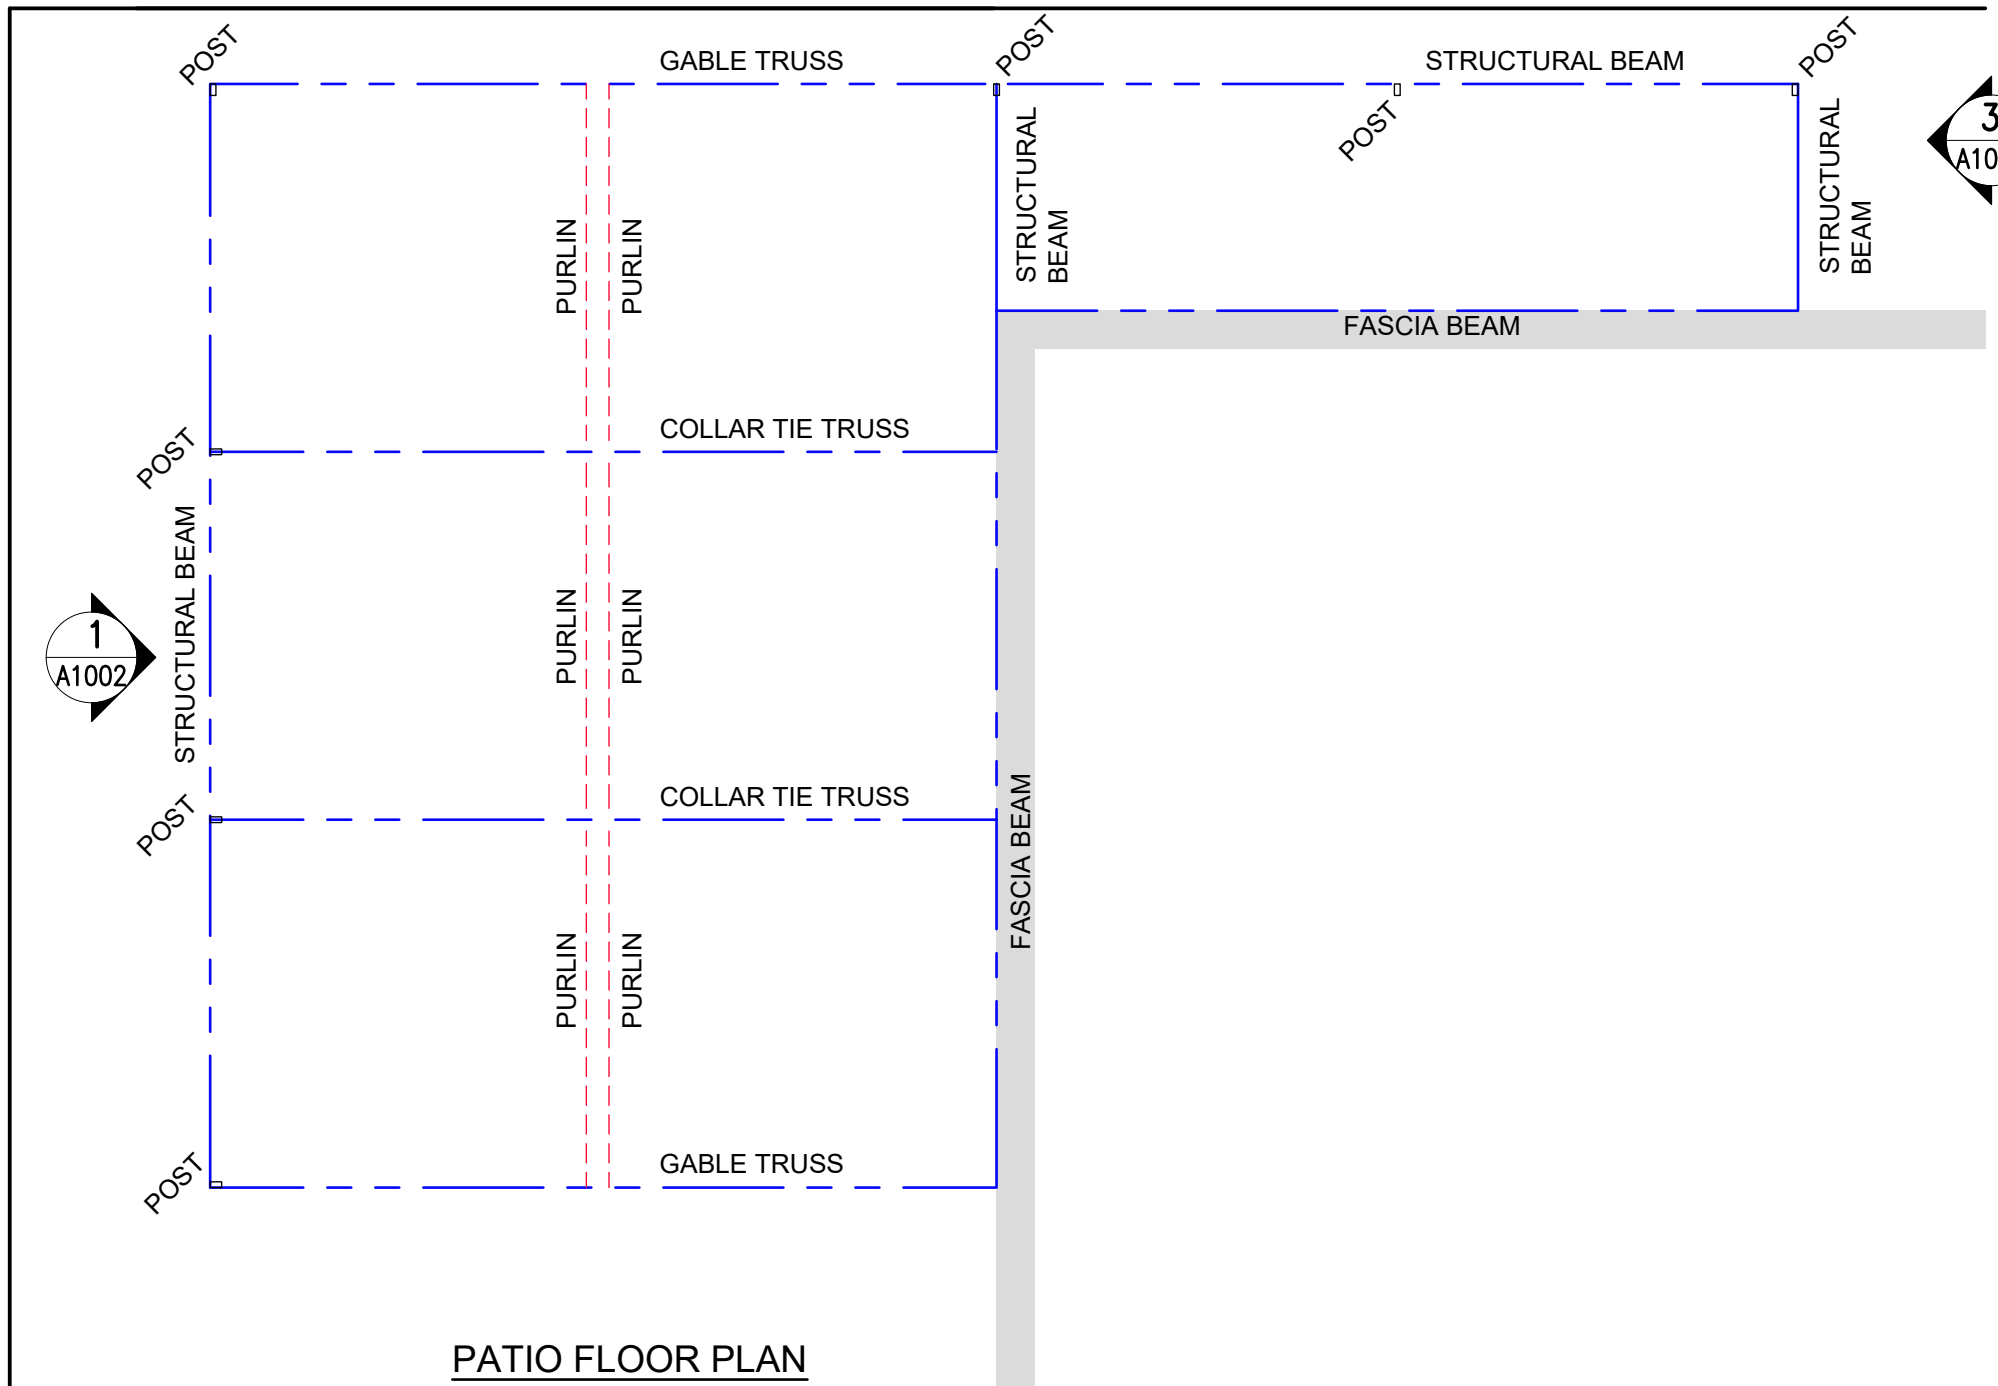 POST
GABLE TRUSS
POST
STRUCTURAL BEAM
POST
STRUCTURAL
BEAM
POST
STRUCTURAL
BEAM
3
PURLIN
PURLIN
FASCIA BEAM
COLLAR TIE TRUSS
POST
STRUCTURAL BEAM
1
A1002
PURLIN
PURLIN
COLLAR TIE TRUSS
POST
FASCIA BEAM
PURLIN
PURLIN
GABLE TRUSS
POST
PATIO FLOOR PLAN